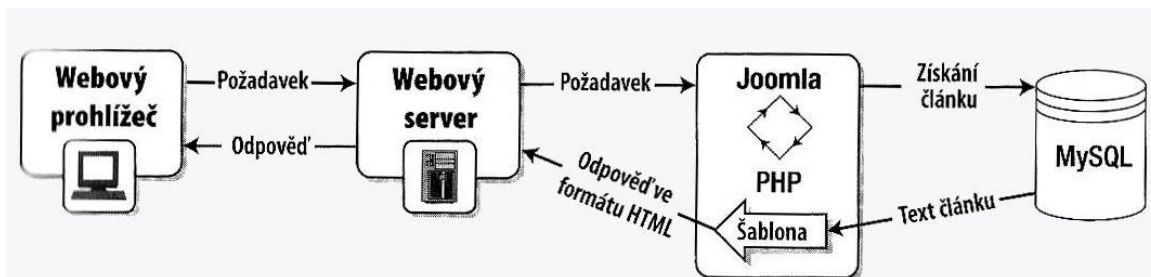 Webový
prohlížeč
Požadavek
Odpověď
Webový
server
Požadavek
Odpověď ve
formátu HTML
Joomla
PHP
Šablona
Získání
článku
Text článku
MySQL